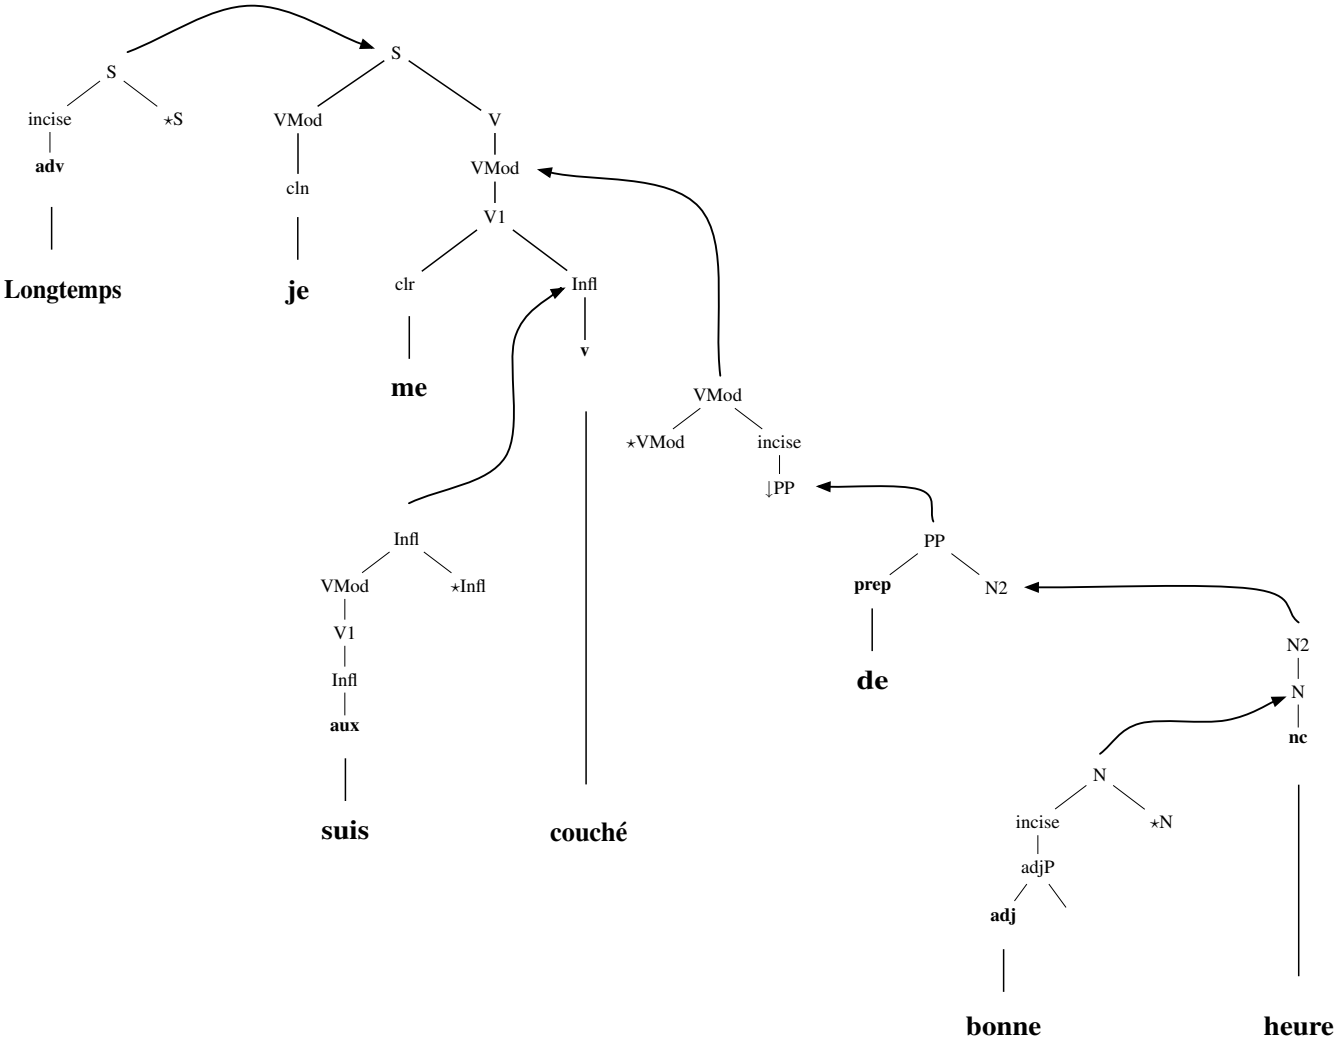 S
S
incise
⋆S
VMod
V
adv
VMod
cln
V1
Longtemps
je
clr
Infl
v
me
VMod
⋆VMod
incise
↓PP
Infl
PP
VMod
⋆Infl
prep
N2
V1
N2
Infl
de
N
aux
nc
N
suis
couché
incise
⋆N
adjP
adj
bonne
heure